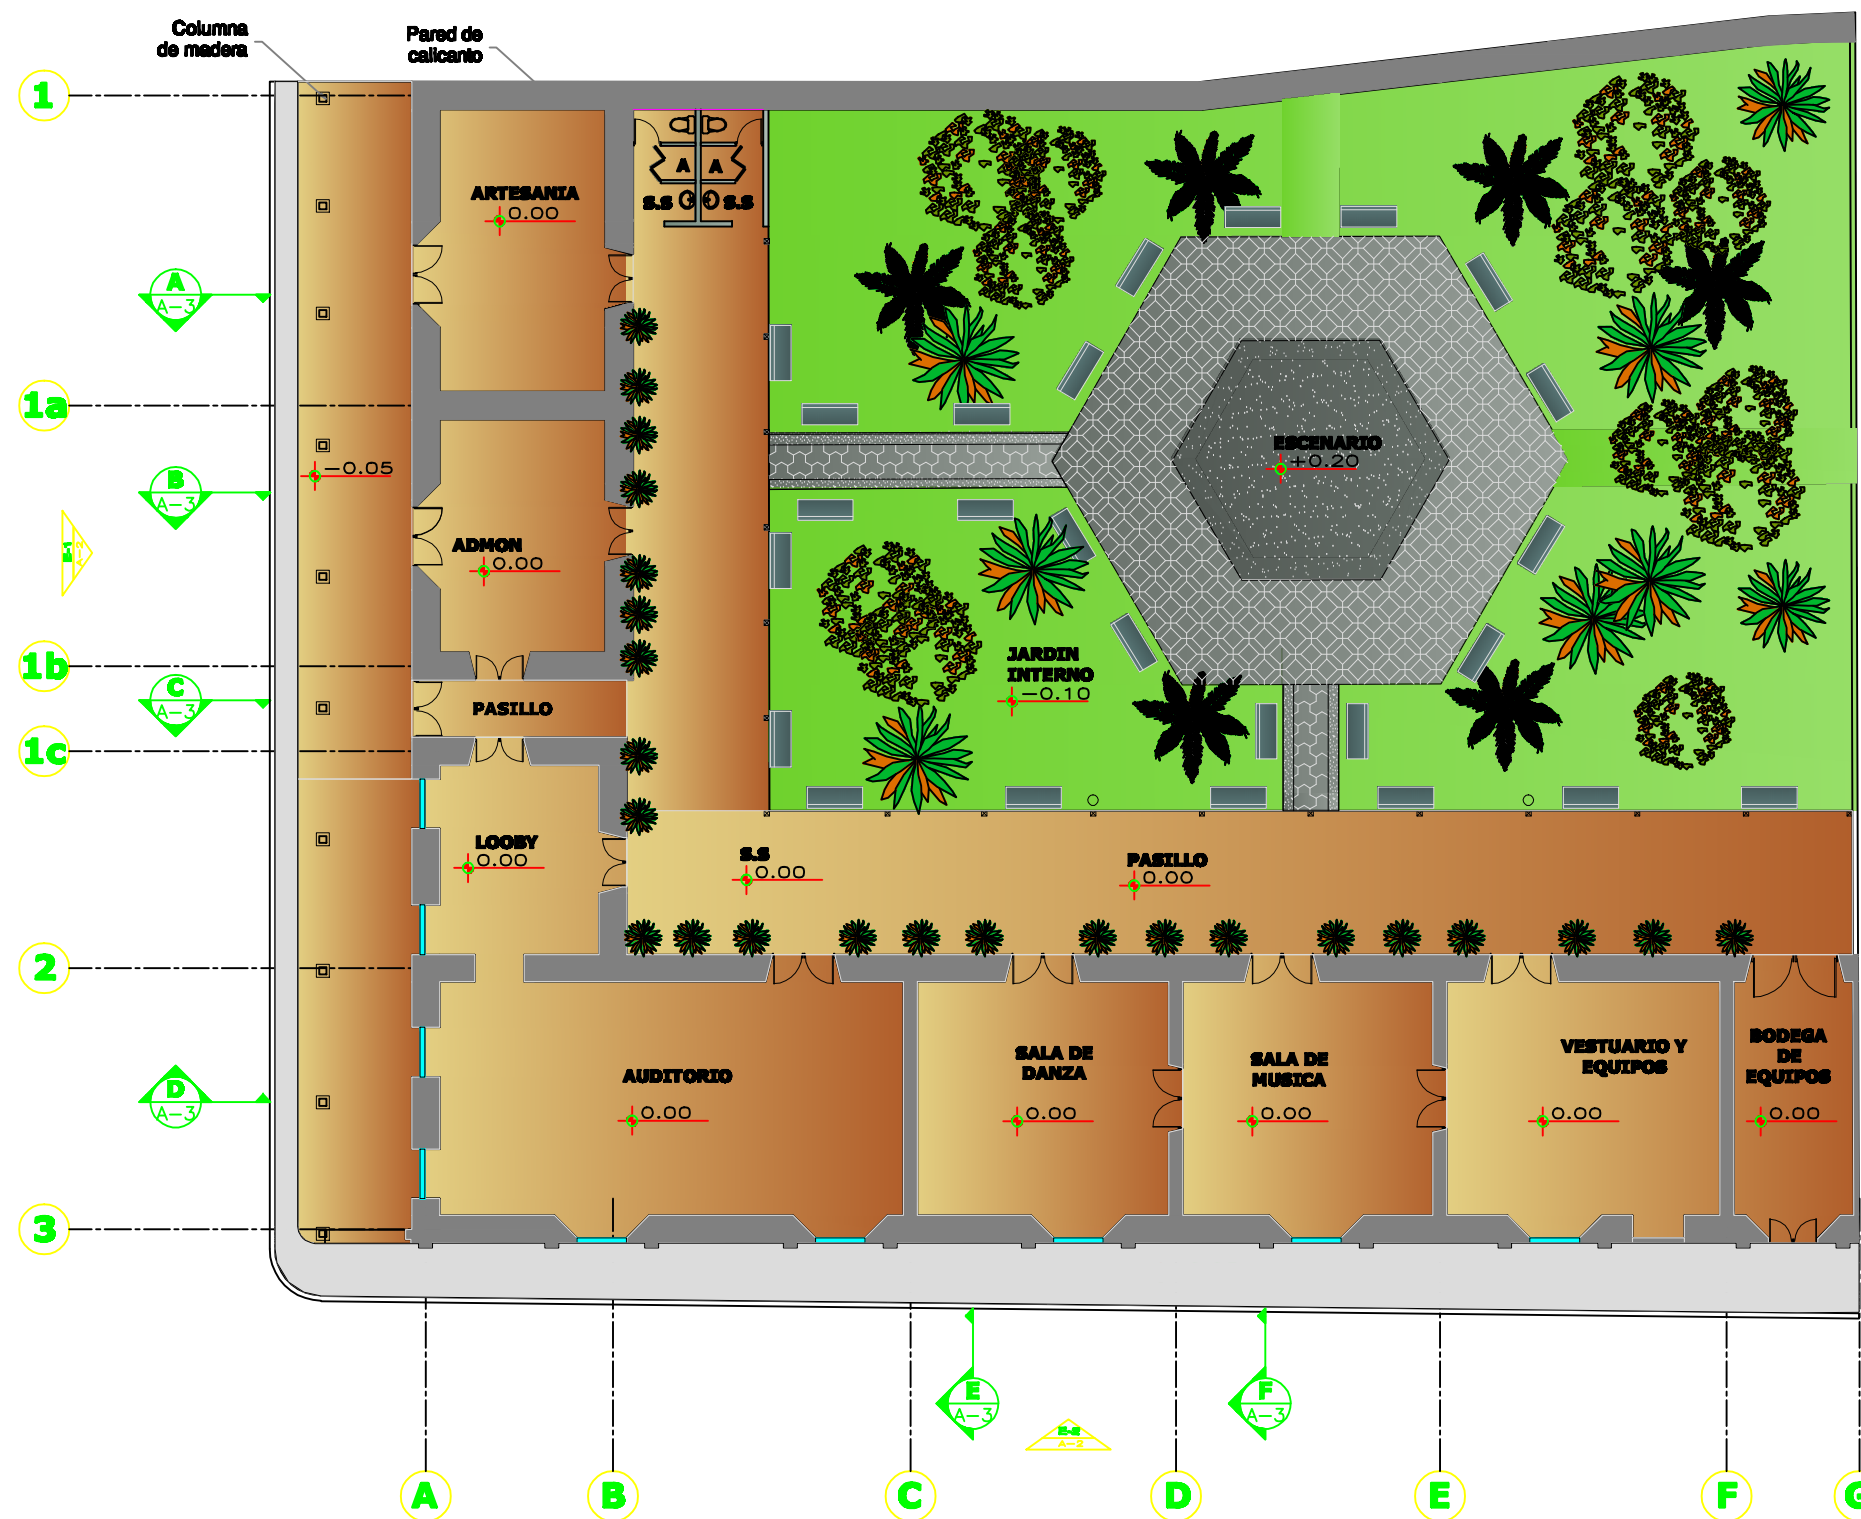 Columna
de madera
Pared de
calicanto
1
ARTESANIA
0.00
A
A
S.S
S.S
A
A-3
1a
ESCENARIO
+0.20
-0.05
B
A-3
ADMON
0.00
JARDIN
INTERNO
-0.10
1b
C
A-3
PASILLO
1c
LOOBY
0.00
S.S
0.00
PASILLO
0.00
2
AUDITORIO
0.00
SALA DE
DANZA
0.00
SALA DE
MUSICA
0.00
VESTUARIO Y
EQUIPOS
0.00
BODEGA
DE
EQUIPOS
0.00
D
A-3
3
E
A-3
F
A-3
A-2
A
B
C
D
E
F